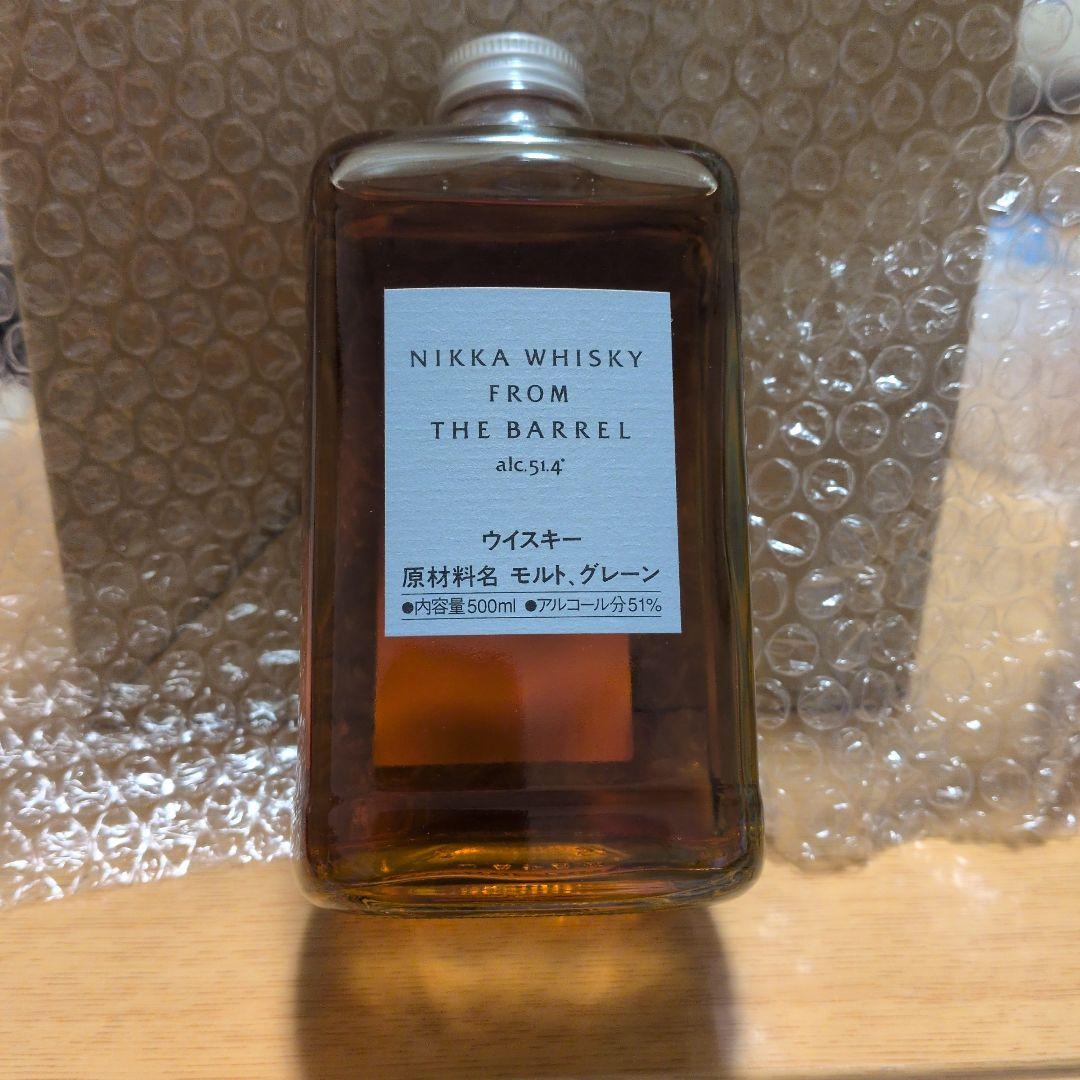 NIKKA WHISKY
FROM
THE BARREL
alc.51.4°
ウイスキー
原材料名 モルト、グレーン
●内容量500ml ●アルコール分51%